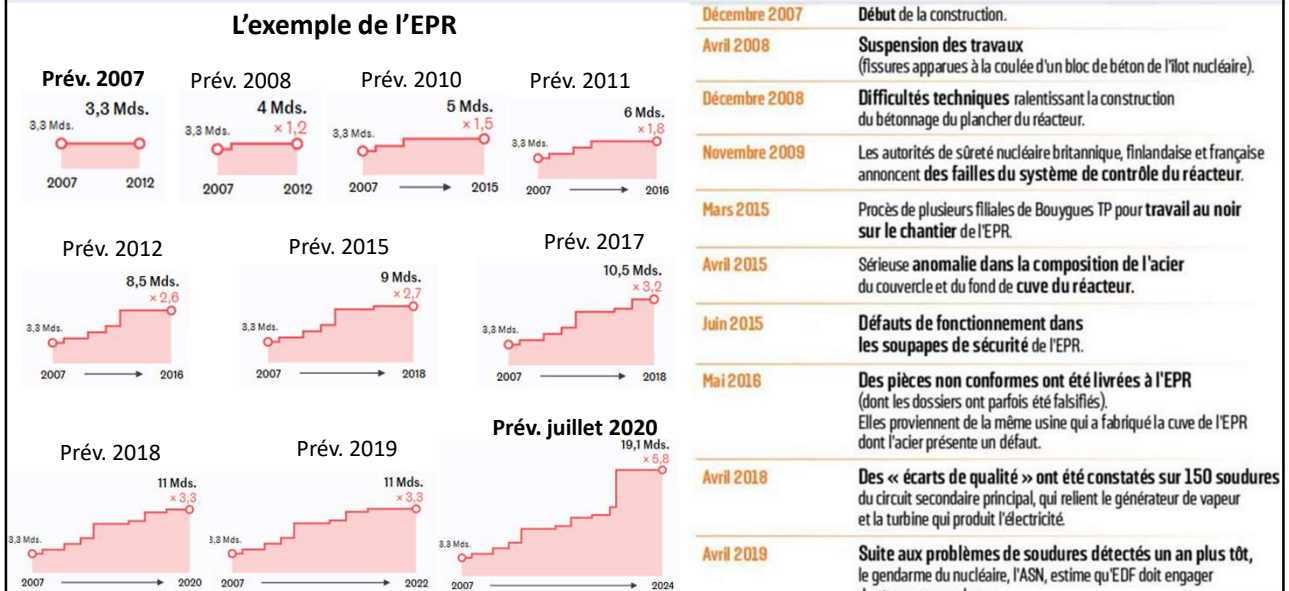 L'exemple de l'EPR
Prév. 2007
3,3 Mds.
3,3 Mds.
2007 2012
Prév. 2008
4 Mds.
× 1,2
3,3 Mds.
2007 2012
Prév. 2010
5 Mds.
× 1,5
3,3 Mds.
2007 2015
Prév. 2011
6 Mds.
× 1,8
3,3 Mds.
2007 2016
Prév. 2012
8,5 Mds.
× 2,6
3,3 Mds.
2007 2016
Prév. 2015
9 Mds.
× 2,7
3,3 Mds.
2007 2018
Prév. 2017
10,5 Mds.
× 3,2
3,3 Mds.
2007 2018
Prév. 2018
11 Mds.
× 3,3
3,3 Mds.
2007 2020
Prév. 2019
11 Mds.
× 3,3
3,3 Mds.
2007 2022
Prév. juillet 2020
19,1 Mds.
× 5,8
3,3 Mds.
2007 2024
Décembre 2007 Début de la construction.
Avril 2008 Suspension des travaux
(fissures apparues à la coulée d'un bloc de béton de l'îlot nucléaire).
Décembre 2008 Difficultés techniques ralentissant la construction
du bétonnage du plancher du réacteur.
Novembre 2009 Les autorités de sûreté nucléaire britannique, finlandaise et française
annoncent des failles du système de contrôle du réacteur.
Mars 2015 Procès de plusieurs filiales de Bouygues TP pour travail au noir
sur le chantier de l'EPR.
Avril 2015 Sérieuse anomalie dans la composition de l'acier
du couvercle et du fond de cuve du réacteur.
Juin 2015 Défauts de fonctionnement dans
les soupapes de sécurité de l'EPR.
Mai 2016 Des pièces non conformes ont été livrées à l'EPR
(dont les dossiers ont parfois été falsifiés).
Elles proviennent de la même usine qui a fabriqué la cuve de l'EPR
dont l'acier présente un défaut.
Avril 2018 Des « écarts de qualité » ont été constatés sur 150 soudures
du circuit secondaire principal, qui relient le générateur de vapeur
et la turbine qui produit l'électricité.
Avril 2019 Suite aux problèmes de soudures détectés un an plus tôt,
le gendarme du nucléaire, l'ASN, estime qu'EDF doit engager